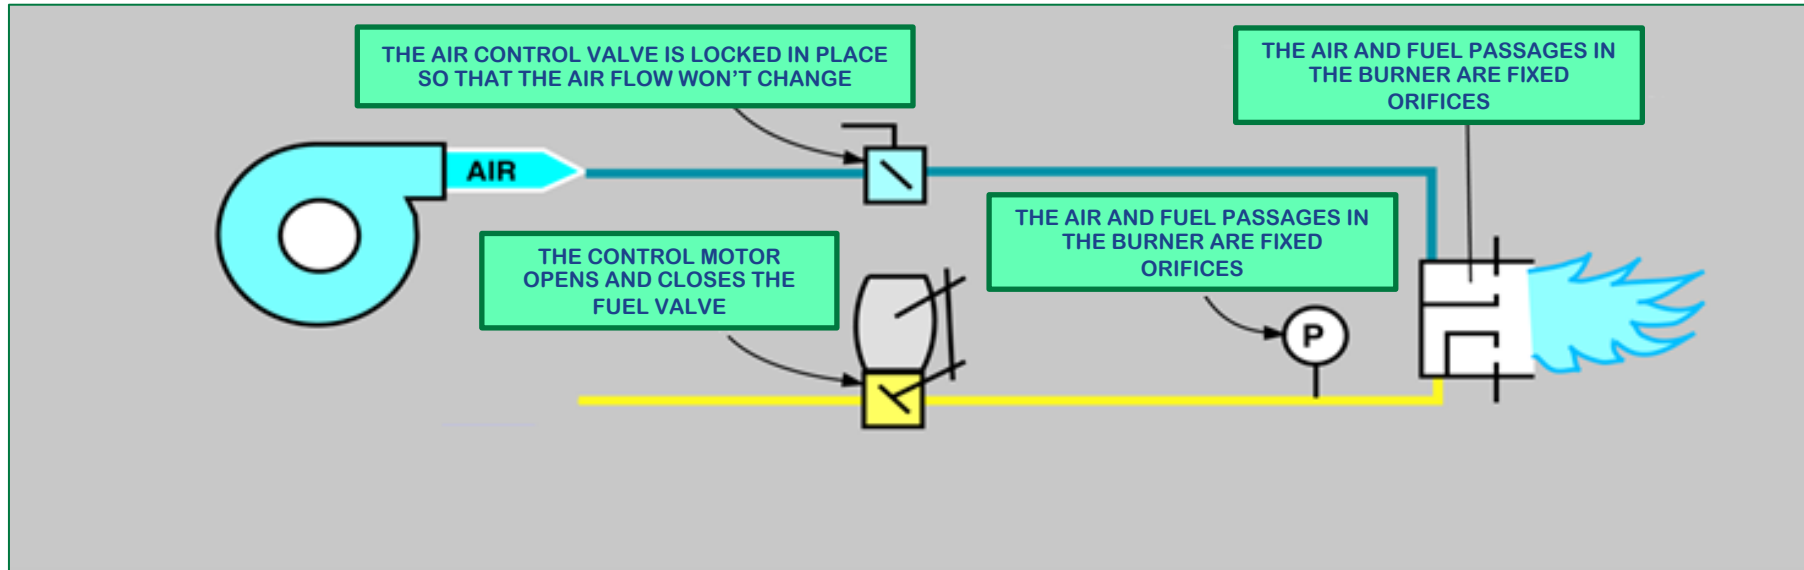 THE AIR CONTROL VALVE IS LOCKED IN PLACE
SO THAT THE AIR FLOW WON'T CHANGE
THE AIR AND FUEL PASSAGES IN
THE BURNER ARE FIXED
ORIFICES
AIR
THE AIR AND FUEL PASSAGES IN
THE BURNER ARE FIXED
ORIFICES
THE CONTROL MOTOR
OPENS AND CLOSES THE
FUEL VALVE
P